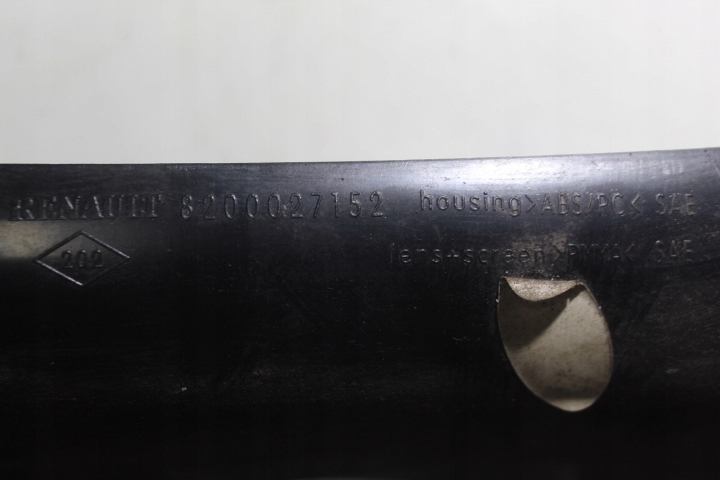 RENAULT 8200027152 housing>ABS/PC< SAE
202
lens+screen>PMMA< SAE